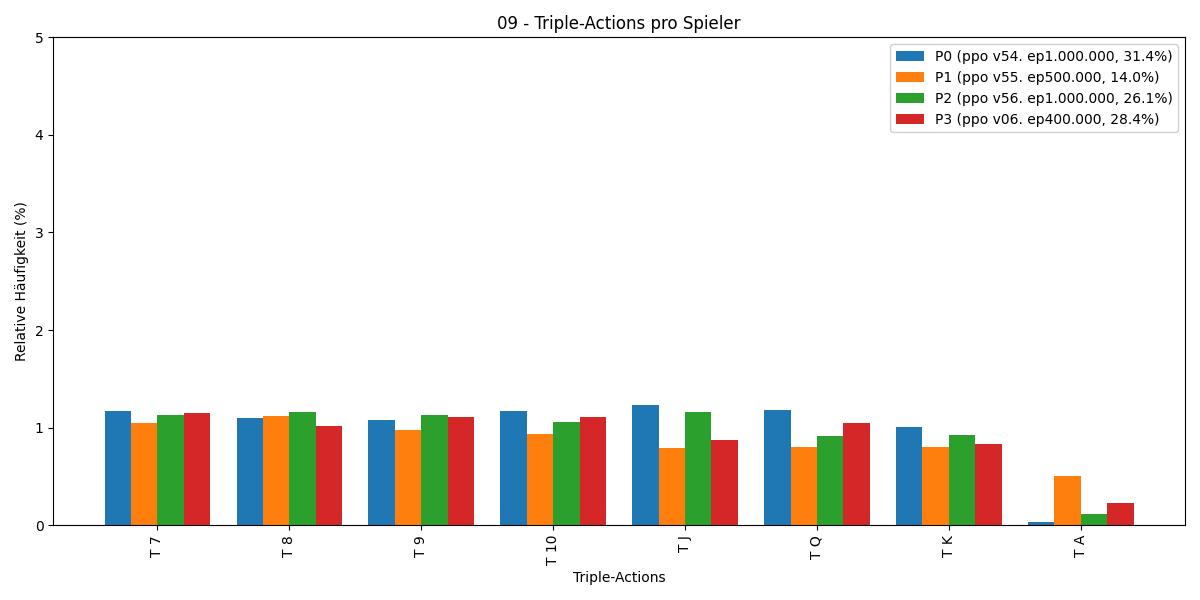 09 - Triple-Actions pro Spieler
P0 (ppo v54. ep1.000.000, 31.4%)
P1 (ppo v55. ep500.000, 14.0%)
P2 (ppo v56. ep1.000.000, 26.1%)
P3 (ppo v06. ep400.000, 28.4%)
Relative Häufigkeit (%)
5
4
3
2
1
0
T 7
T 8
T 9
T 10
T J
T Q
T K
T A
Triple-Actions